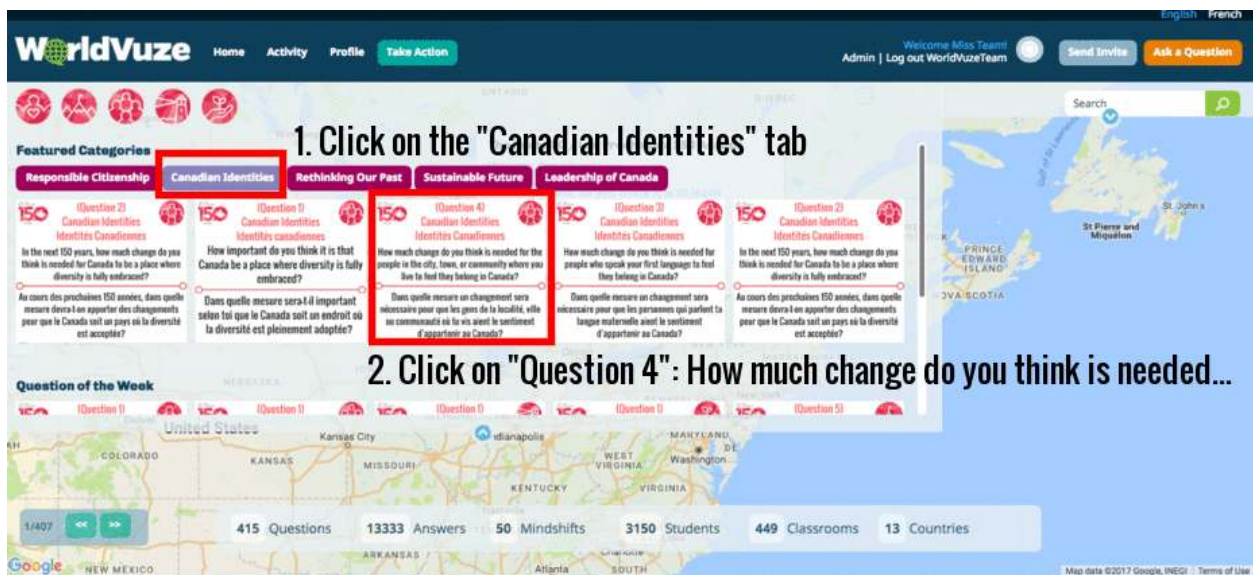 English French
WorldVuze Home Activity Profile Take Action
Welcome Miss Team!
Admin | Log out WorldVuzeTeam
Send Invite Ask a Question
Search
ONTARIO QUEBEC
1. Click on the "Canadian Identities" tab
Featured Categories
Responsible Citizenship Canadian Identities Rethinking Our Past Sustainable Future Leadership of Canada
150 (Question 2)
Canadian Identities
Identités Canadiennes
In the next 150 years, how much change do you
think is needed for Canada to be a place where
diversity is fully embraced?
Au cours des prochaines 150 années, dans quelle
mesure devra-t-on apporter des changements
pour que le Canada soit un pays où la diversité
est acceptée?
150 (Question 1)
Canadian Identities
Identités canadiennes
How important do you think it is that
Canada be a place where diversity is fully
embraced?
Dans quelle mesure sera-t-il important
selon toi que le Canada soit un endroit où
la diversité est pleinement adoptée?
150 (Question 4)
Canadian Identities
Identités Canadiennes
How much change do you think is needed for the
people in the city, town, or community where you
live to feel they belong in Canada?
Dans quelle mesure un changement sera
nécessaire pour que les gens de la localité, ville
ou communauté où tu vis aient le sentiment
d'appartenir au Canada?
150 (Question 3)
Canadian Identities
Identités Canadiennes
How much change do you think is needed for
people who speak your first language to feel
they belong in Canada?
Dans quelle mesure un changement sera
nécessaire pour que les personnes qui parlent ta
langue maternelle aient le sentiment
d'appartenir au Canada?
150 (Question 2)
Canadian Identities
Identités Canadiennes
In the next 150 years, how much change do you
think is needed for Canada to be a place where
diversity is fully embraced?
Au cours des prochaines 150 années, dans quelle
mesure devra-t-on apporter des changements
pour que le Canada soit un pays où la diversité
est acceptée?
St. John's
St Pierre and
Miquelon
PRINCE
EDWARD
ISLAND
NOVA SCOTIA
2. Click on "Question 4": How much change do you think is needed...
Question of the Week
NEBRASKA
150 (Question 1) 150 (Question 1) 150 (Question 1) 150 (Question 1) 150 (Question 5)
United States
Kansas City
Indianapolis
MARYLAND
DE
COLORADO
KANSAS
MISSOURI
WEST
VIRGINIA
Washington
KENTUCKY
VIRGINIA
1/407 << >>
415 Questions 13333 Answers 50 Mindshifts 3150 Students 449 Classrooms 13 Countries
ARKANSAS
Charlotte
Google
NEW MEXICO
Atlanta
SOUTH
Map data ©2017 Google, INEGI Terms of Use